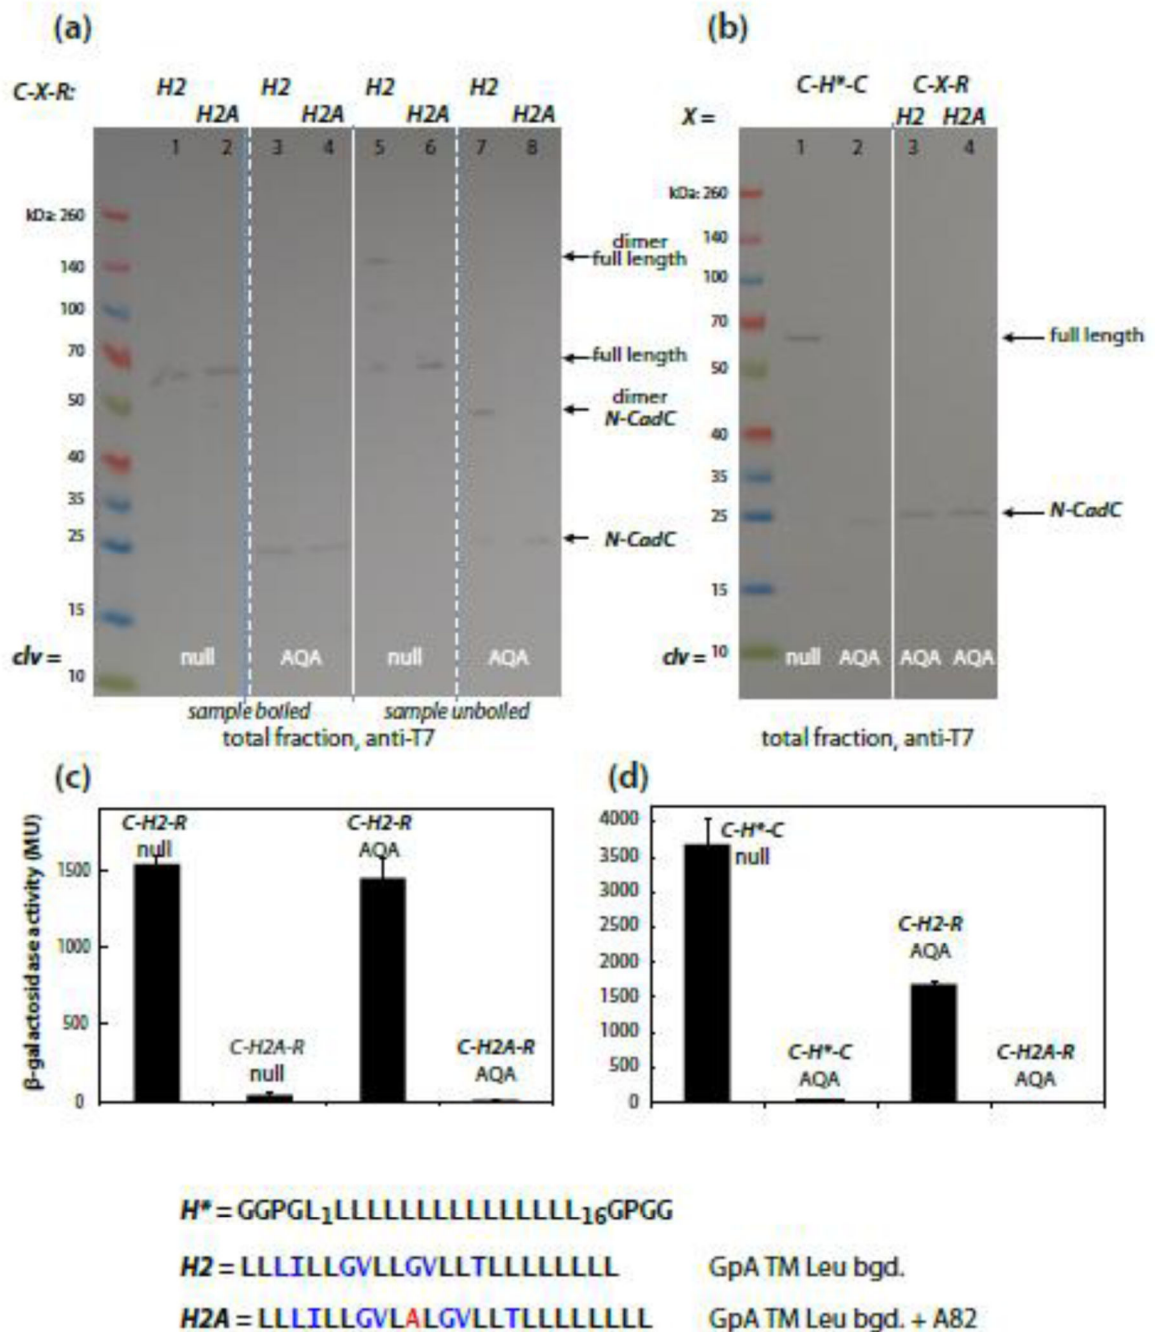 (a)
C-X-R: H2 H2 H2 H2
H2A H2A H2A H2A
1 2 3 4 5 6 7 8
kDa: 260
140
100
70
50
40
35
25
15
10
dimer
full length
full length
dimer
N-CadC
N-CadC
clv = null AQA null AQA
sample boiled sample unboiled
total fraction, anti-T7
(b)
C-H*-C C-X-R
X = H2 H2A
1 2 3 4
kDa: 260
140
100
70
50
40
35
25
15
10
full length
N-CadC
clv = null AQA AQA AQA
total fraction, anti-T7
(c)
β-galactosidase activity (MU)
1500
1000
500
0
C-H2-R
null
C-H2A-R
null
C-H2-R
AQA
C-H2A-R
AQA
(d)
4000
3500
3000
2500
2000
1500
1000
500
0
C-H*-C
null
C-H*-C
AQA
C-H2-R
AQA
C-H2A-R
AQA
H* = GGPGL1LLLLLLLLLLLLLLL16GPGG
H2 = LLLILLGVLLGVLLTLLLLLLLL GpA TM Leu bgd.
H2A = LLLILLGVLALGVLLTLLLLLLLL GpA TM Leu bgd. + A82